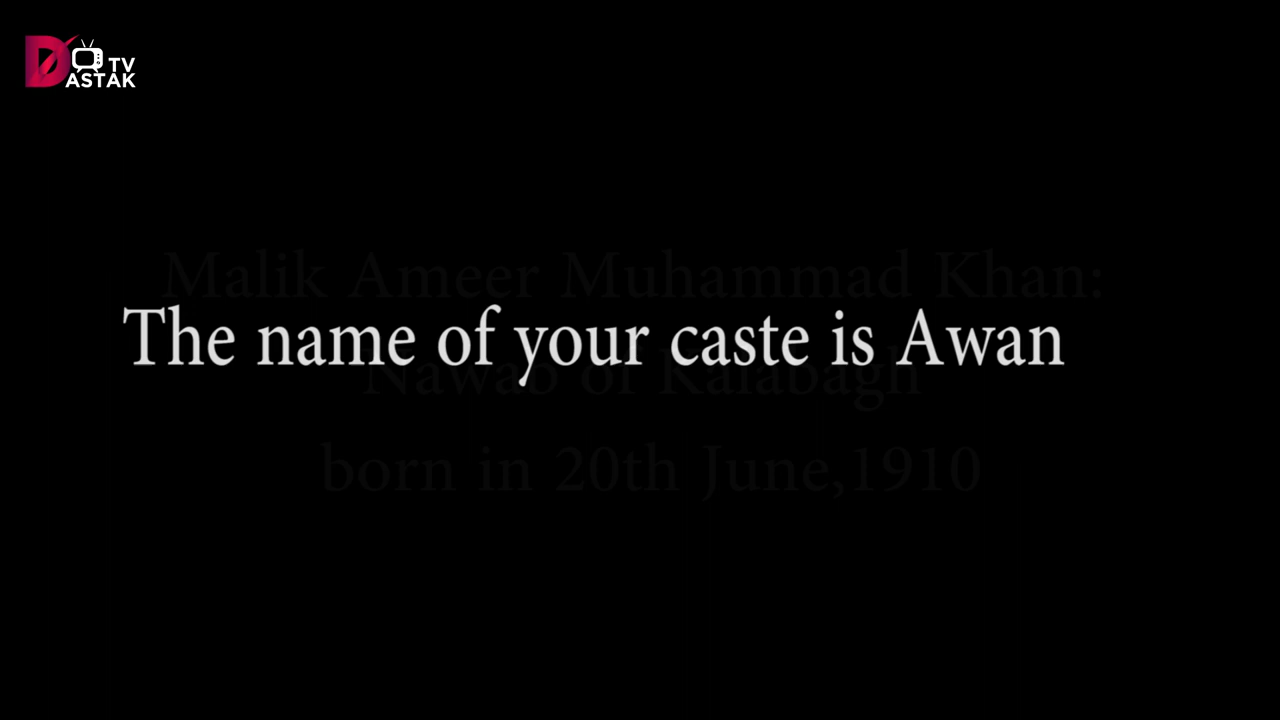 DASTAK TV
Malik Ameer Muhammad Khan:
The name of your caste is Awan
Nawab of Kalabagh
born in 20th June,1910